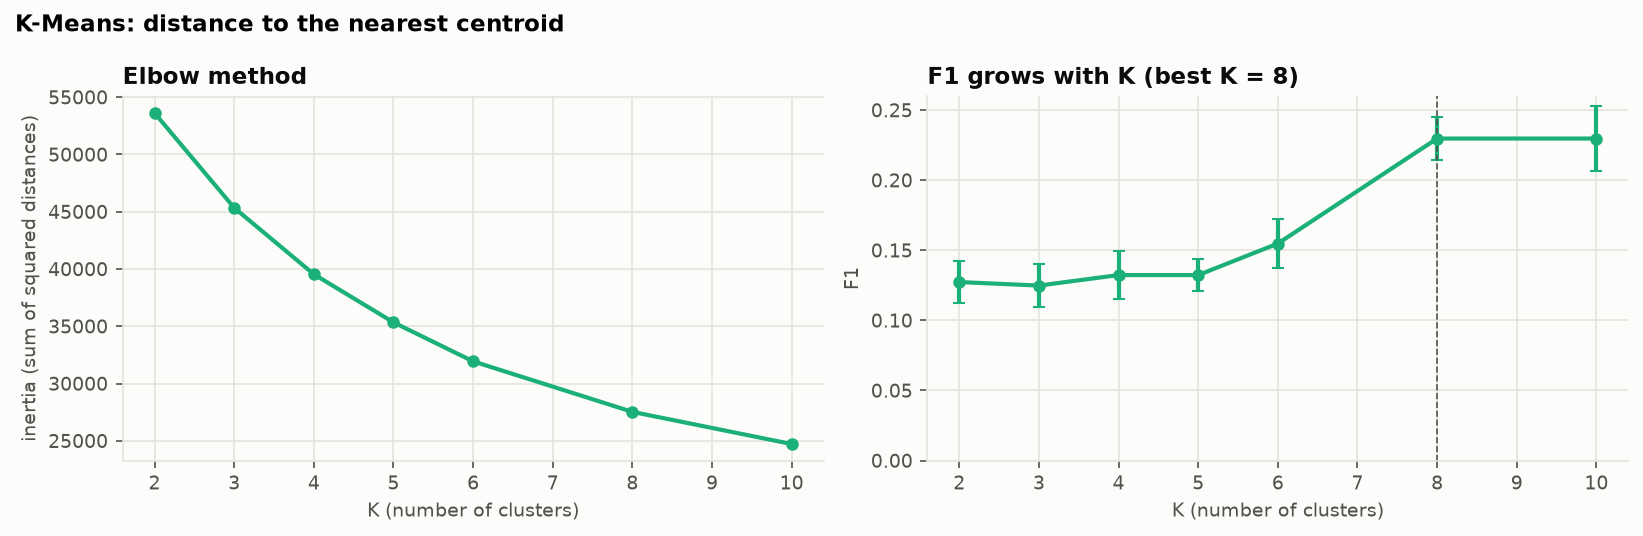 K-Means: distance to the nearest centroid
Elbow method
inertia (sum of squared distances)
55000
50000
45000
40000
35000
30000
25000
2 3 4 5 6 7 8 9 10
K (number of clusters)
F1 grows with K (best K = 8)
F1
0.25
0.20
0.15
0.10
0.05
0.00
2 3 4 5 6 7 8 9 10
K (number of clusters)